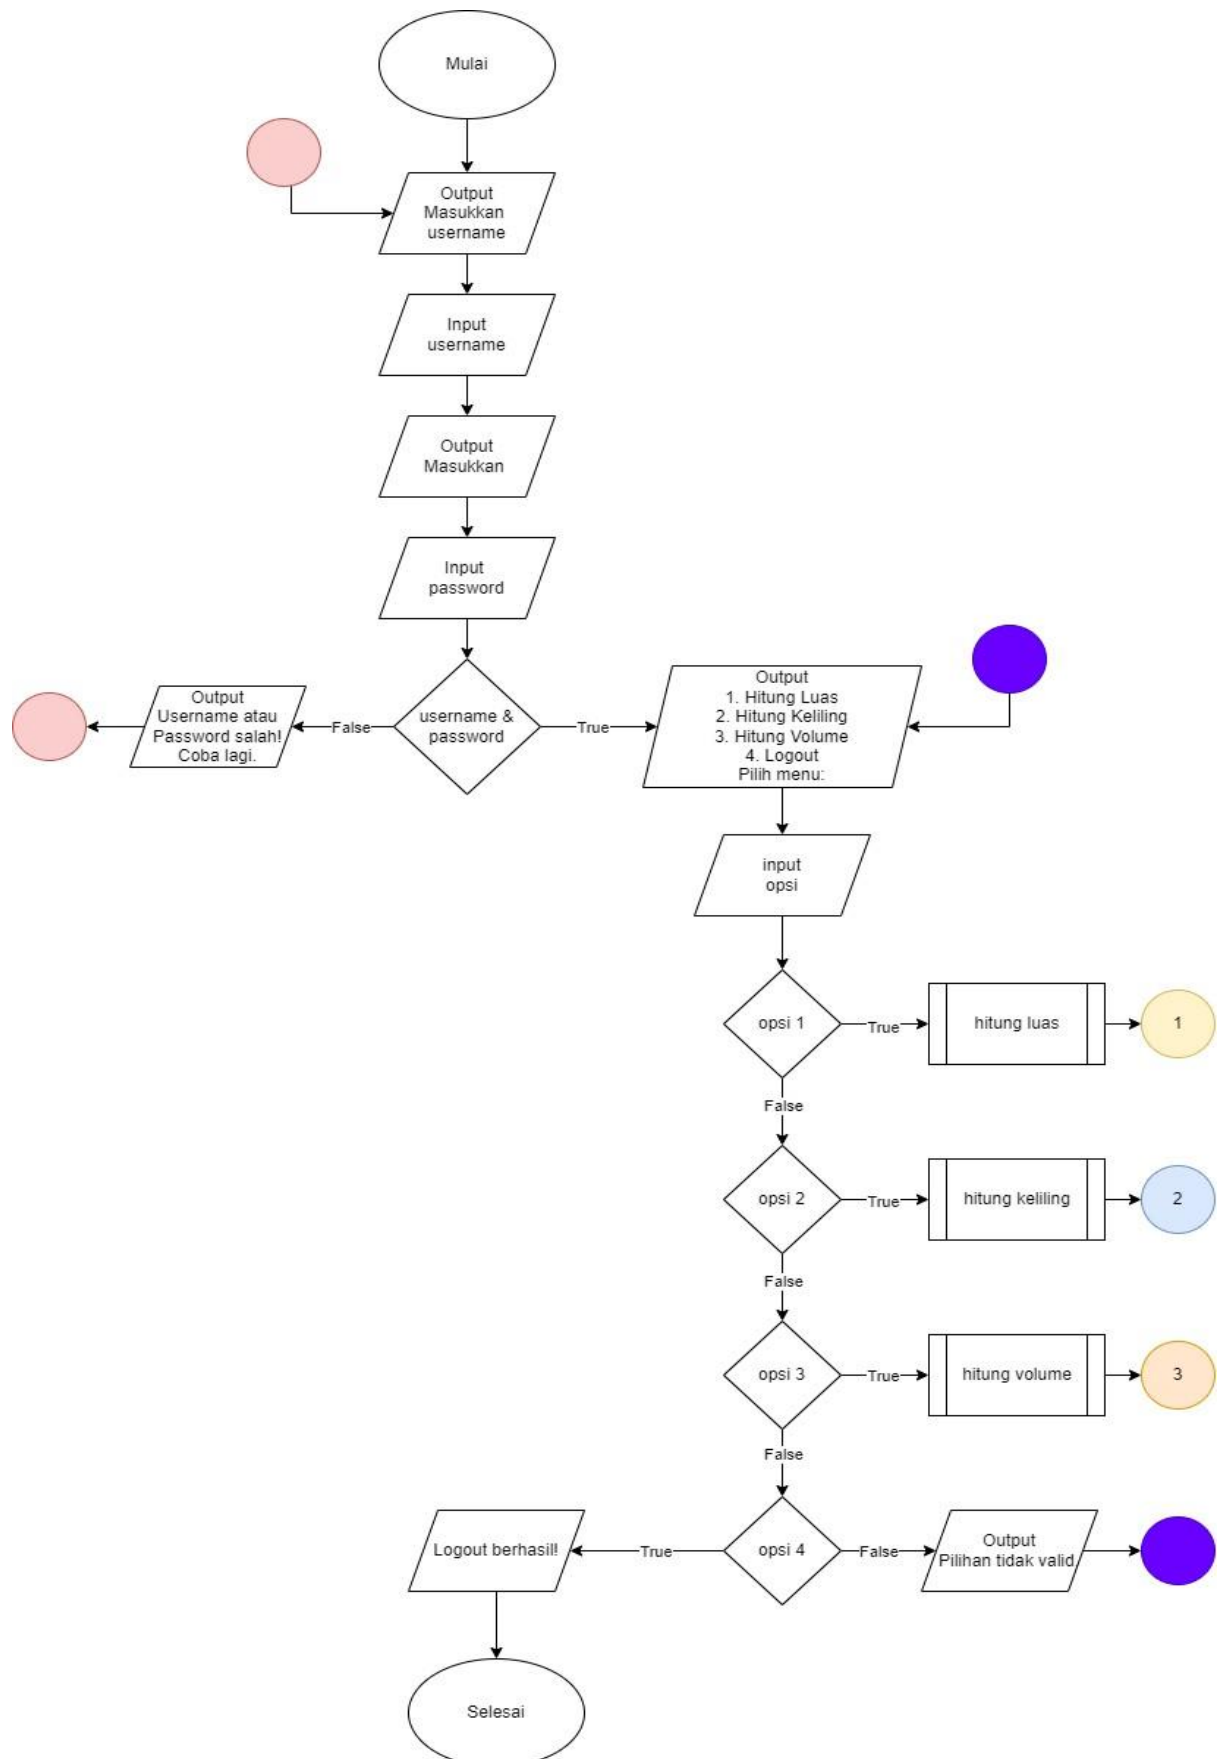 Mulai
Output
Masukkan
username
Input
username
Output
Masukkan
Input
password
username &
password
False
Output
Username atau
Password salah!
Coba lagi.
True
Output
1. Hitung Luas
2. Hitung Keliling
3. Hitung Volume
4. Logout
Pilih menu:
input
opsi
opsi 1
True
hitung luas
1
False
opsi 2
True
hitung keliling
2
False
opsi 3
True
hitung volume
3
False
opsi 4
True
Logout berhasil!
False
Output
Pilihan tidak valid
Selesai